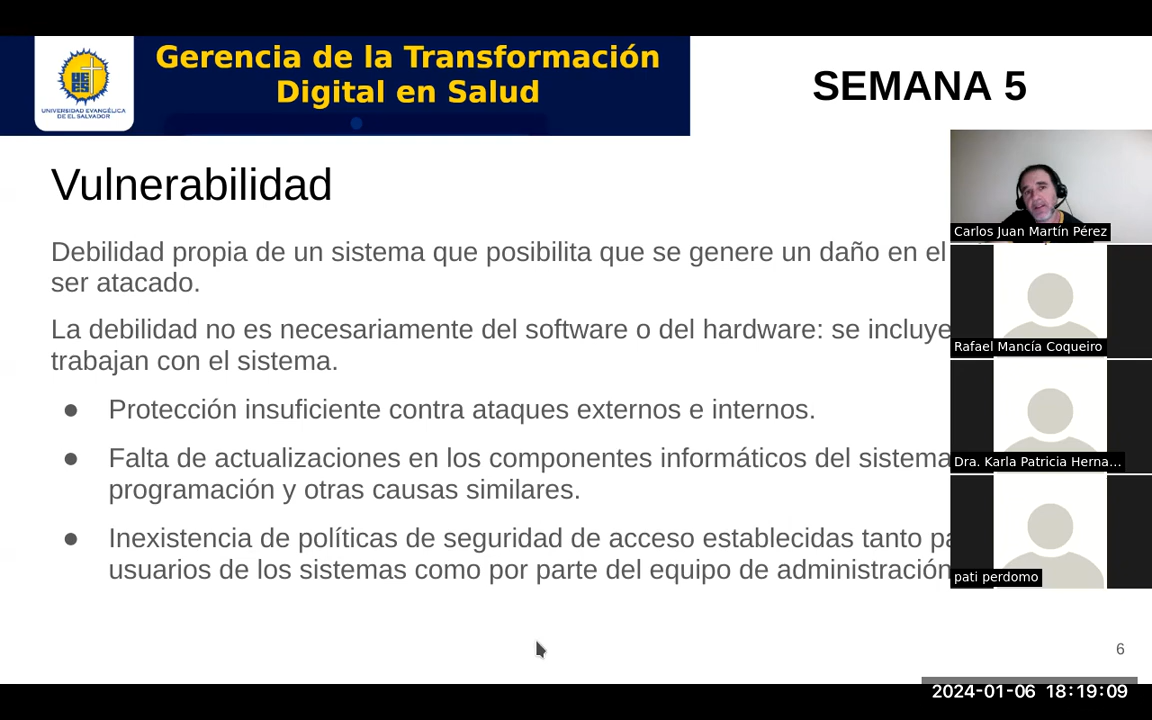 Gerencia de la Transformación
Digital en Salud
UNIVERSIDAD EVANGÉLICA
DE EL SALVADOR
SEMANA 5
Vulnerabilidad
Debilidad propia de un sistema que posibilita que se genere un daño en el
ser atacado.
La debilidad no es necesariamente del software o del hardware: se incluye
trabajan con el sistema.
● Protección insuficiente contra ataques externos e internos.
● Falta de actualizaciones en los componentes informáticos del sistema
programación y otras causas similares.
● Inexistencia de políticas de seguridad de acceso establecidas tanto pa
usuarios de los sistemas como por parte del equipo de administración
Carlos Juan Martín Pérez
Rafael Mancía Coqueiro
Dra. Karla Patricia Herna...
pati perdomo
6
2024-01-06 18:19:09